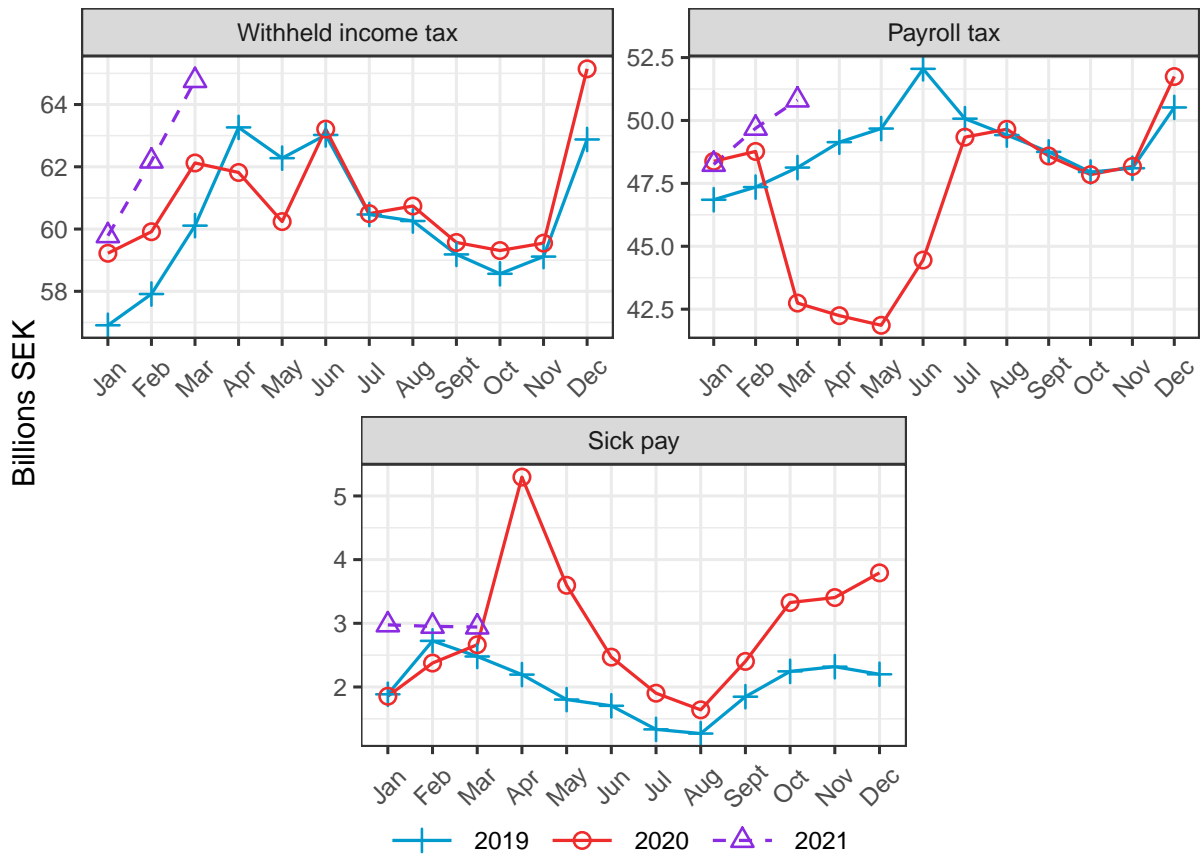 Withheld income tax
Payroll tax
64
62
60
58
52.5
50.0
47.5
45.0
42.5
Jan Feb Mar Apr May Jun Jul Aug Sept Oct Nov Dec
Jan Feb Mar Apr May Jun Jul Aug Sept Oct Nov Dec
Billions SEK
Sick pay
5
4
3
2
Jan Feb Mar Apr May Jun Jul Aug Sept Oct Nov Dec
2019 2020 2021